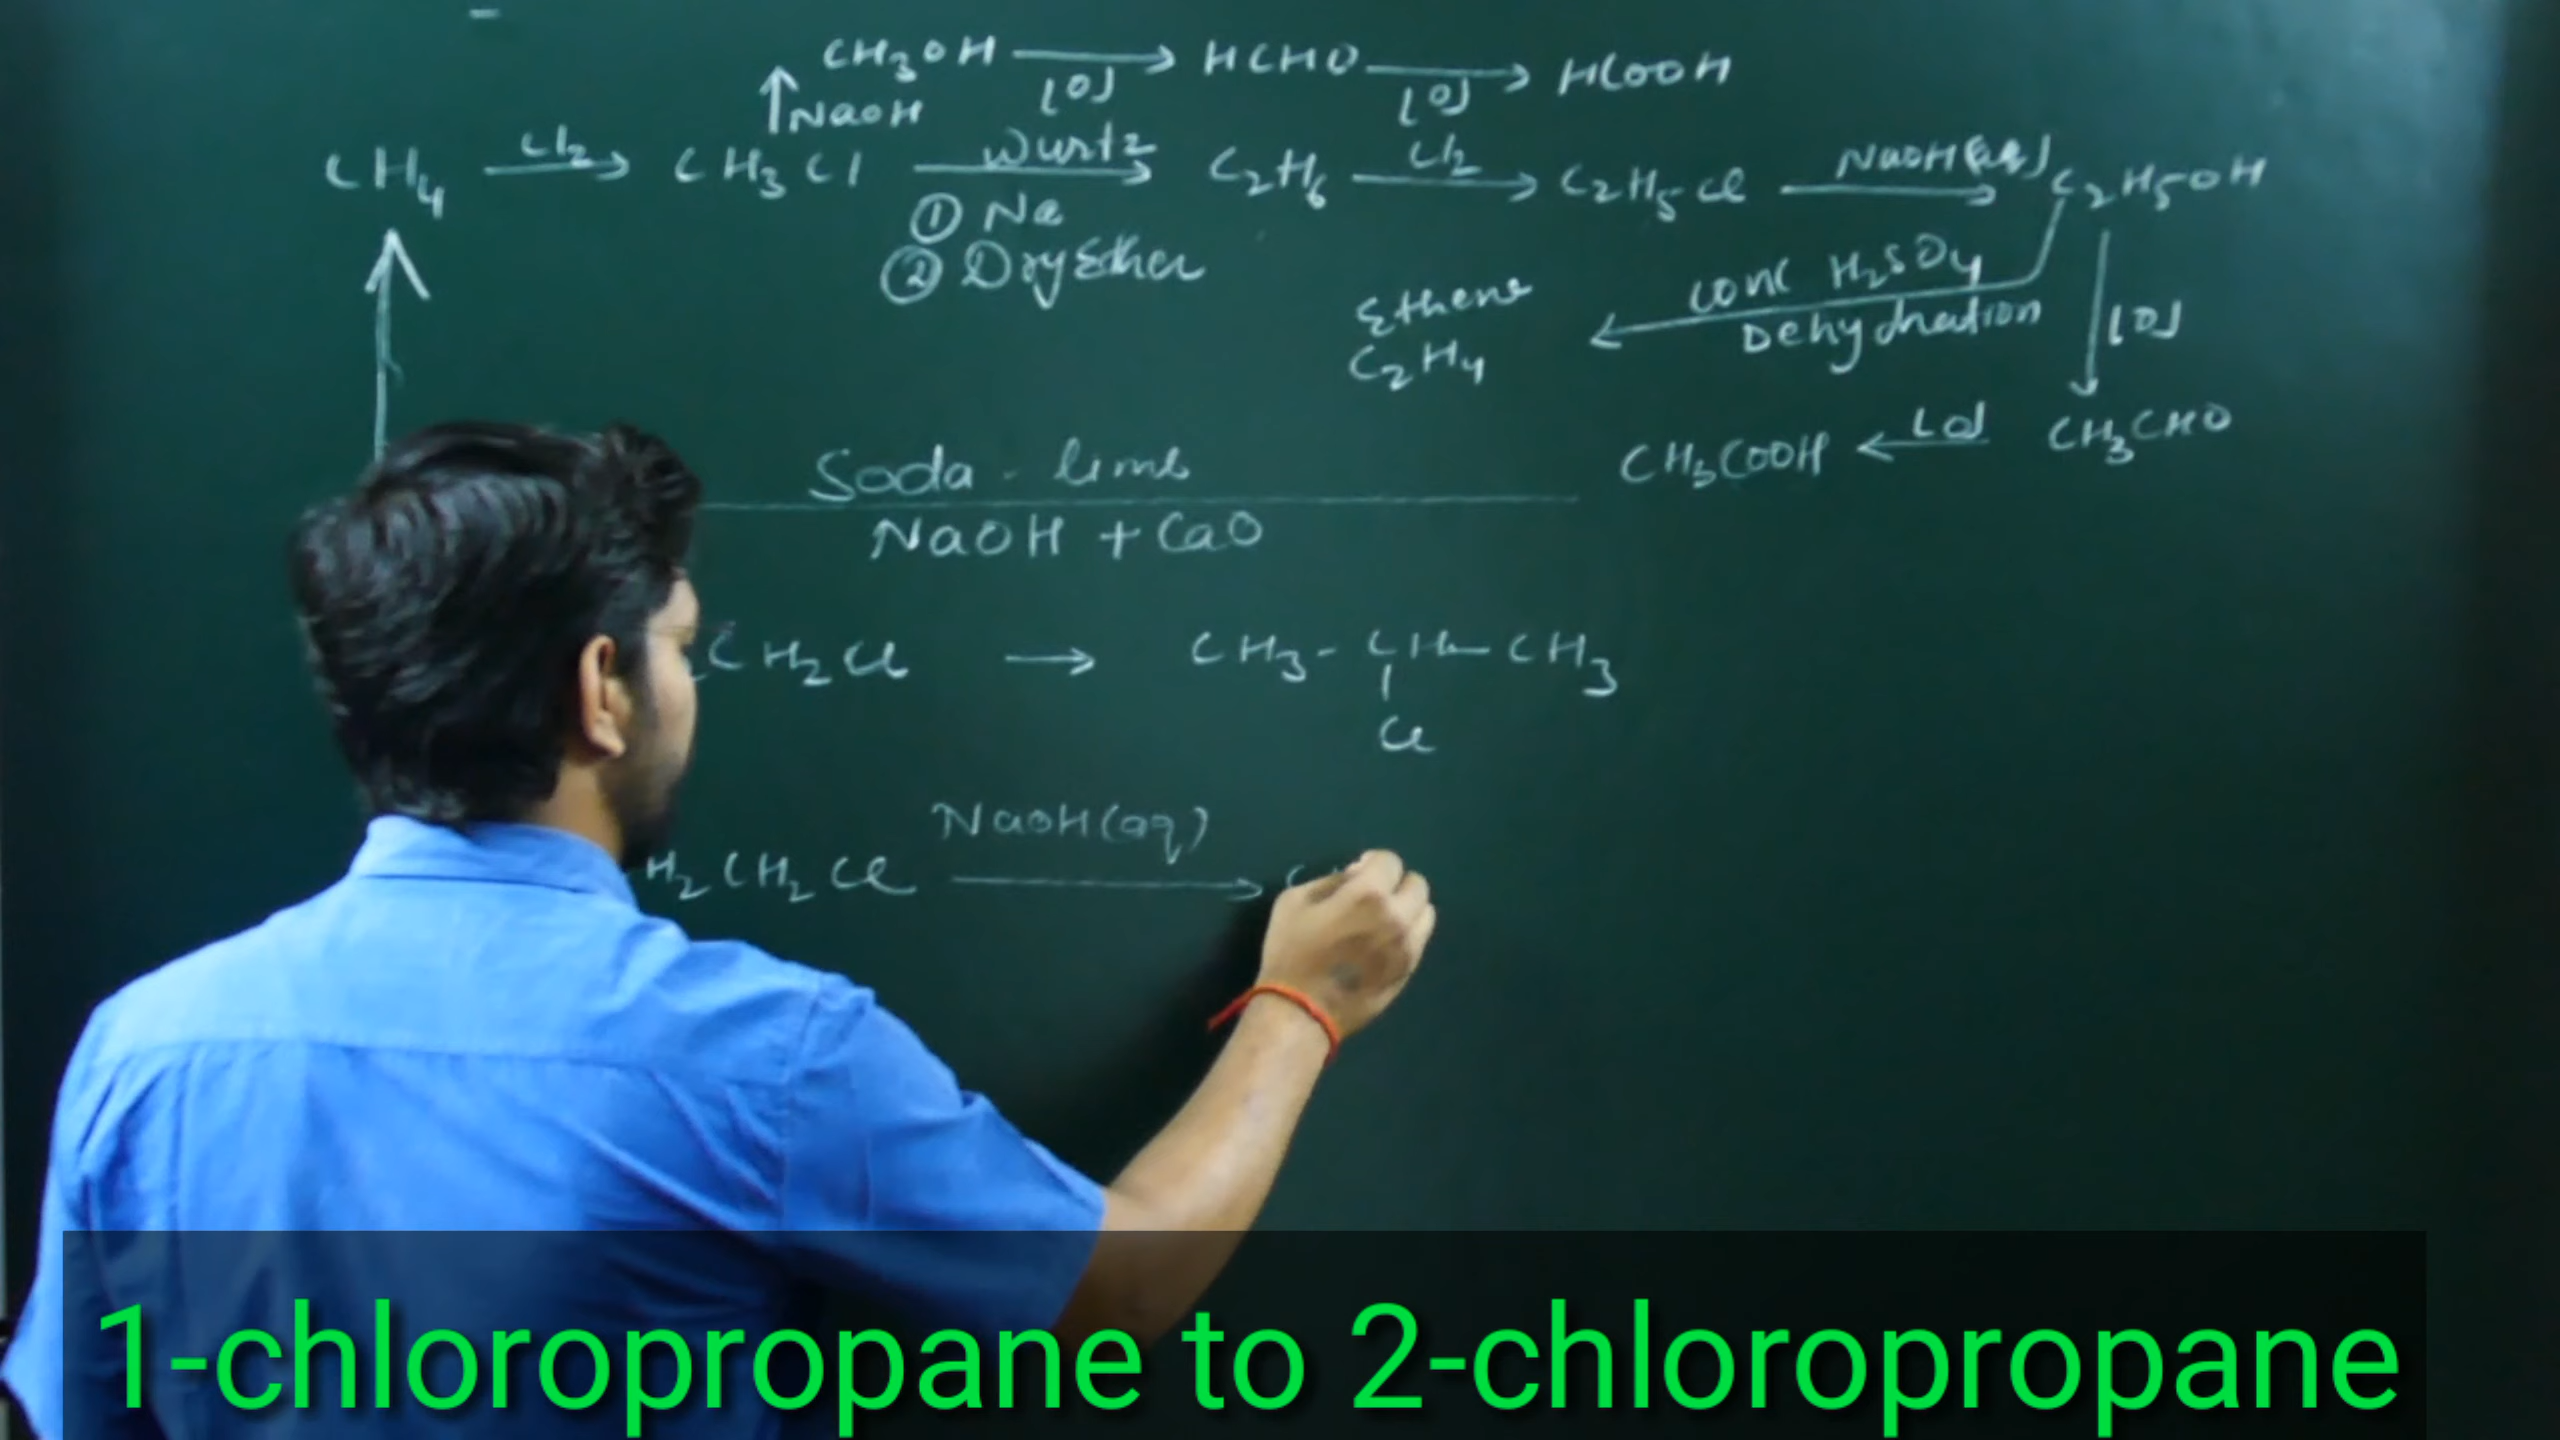 CH3OH → [O] HCHO → [O] HCOOH
↑ NaOH
CH4 → Cl2 CH3Cl → Wurtz C2H6 → Cl2 C2H5Cl → NaOH(aq) C2H5OH
① Na
② Dry Ether
Ethene ← conc H2SO4
C2H4 Dehydration ↓ [O]
CH3COOH ← [O] CH3CHO
Soda-lime
NaOH + CaO
CH2Cl → CH3-CH-CH3
Cl
NaOH(aq)
H2CH2Cl → C
1-chloropropane to 2-chloropropane